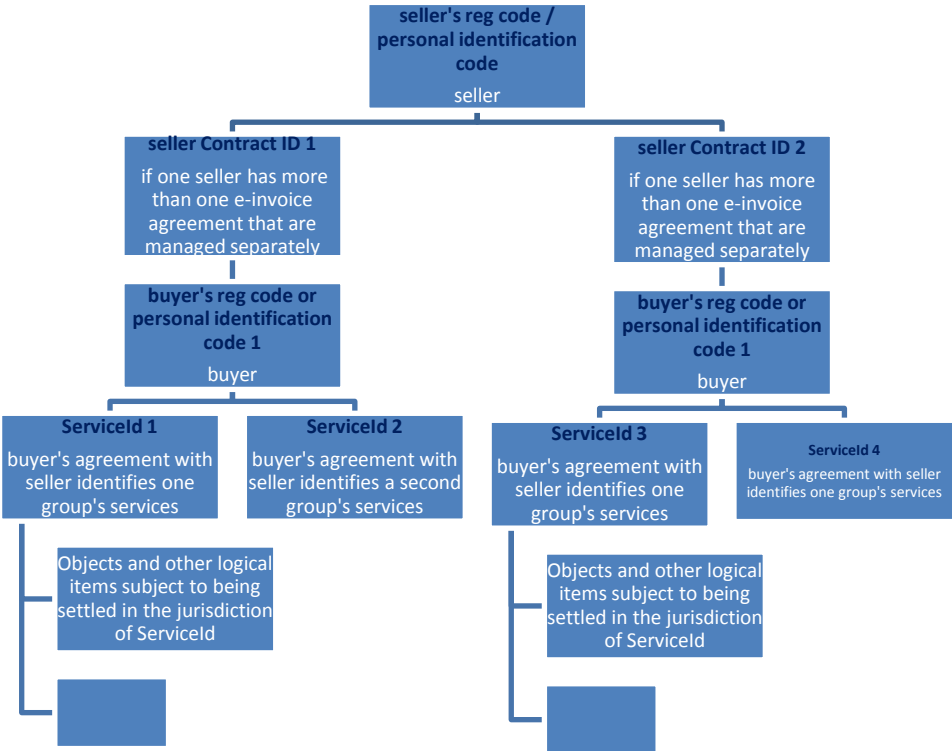 seller's reg code /
personal identification
code
seller
seller Contract ID 1
if one seller has more
than one e-invoice
agreement that are
managed separately
seller Contract ID 2
if one seller has more
than one e-invoice
agreement that are
managed separately
buyer's reg code or
personal identification
code 1
buyer
buyer's reg code or
personal identification
code 1
buyer
ServiceId 1
buyer's agreement with
seller identifies one
group's services
ServiceId 2
buyer's agreement with
seller identifies a second
group's services
ServiceId 3
buyer's agreement with
seller identifies one
group's services
ServiceId 4
buyer's agreement with seller
identifies one group's services
Objects and other logical
items subject to being
settled in the jurisdiction
of ServiceId
Objects and other logical
items subject to being
settled in the jurisdiction
of ServiceId